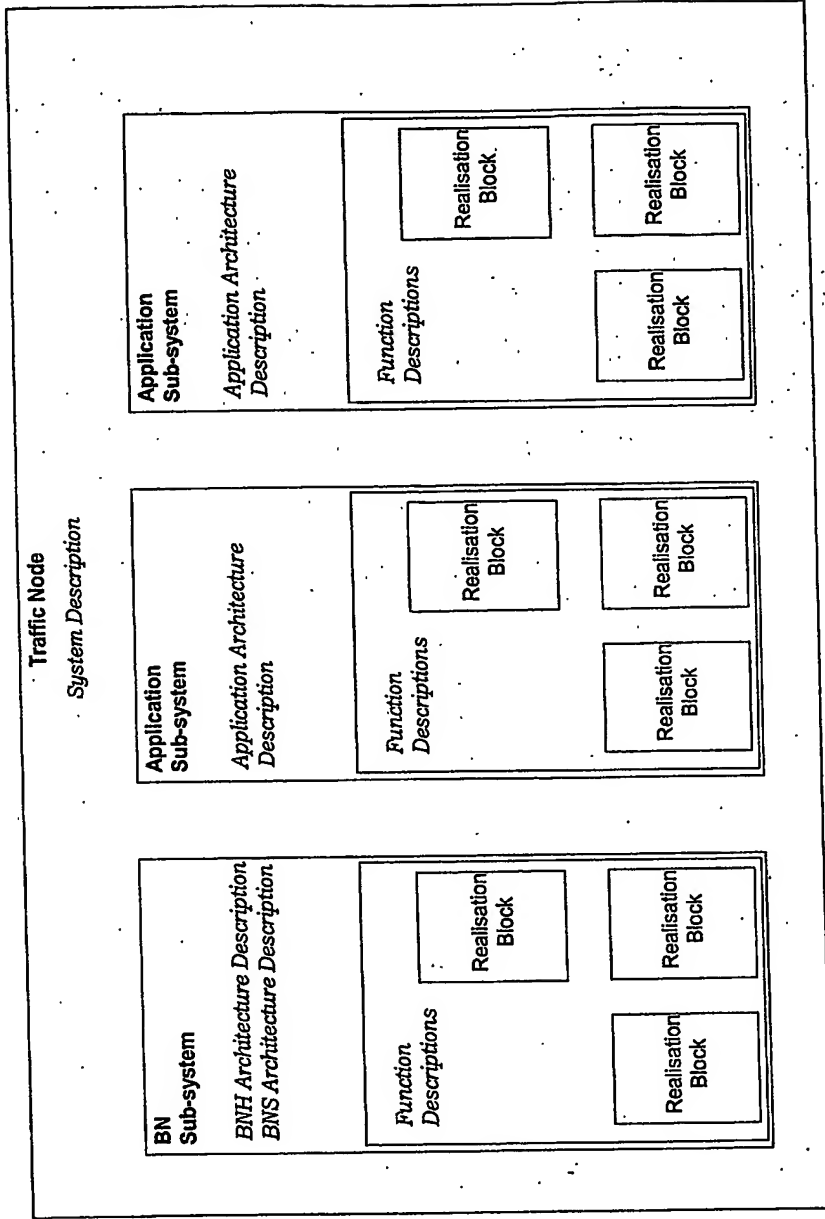 Traffic Node
System Description
BN
Sub-system
BNH Architecture Description
BNS Architecture Description
Function
Descriptions
Realisation
Block
Realisation
Block
Realisation
Block
Application
Sub-system
Application Architecture
Description
Function
Descriptions
Realisation
Block
Realisation
Block
Realisation
Block
Application
Sub-system
Application Architecture
Description
Function
Descriptions
Realisation
Block
Realisation
Block
Realisation
Block